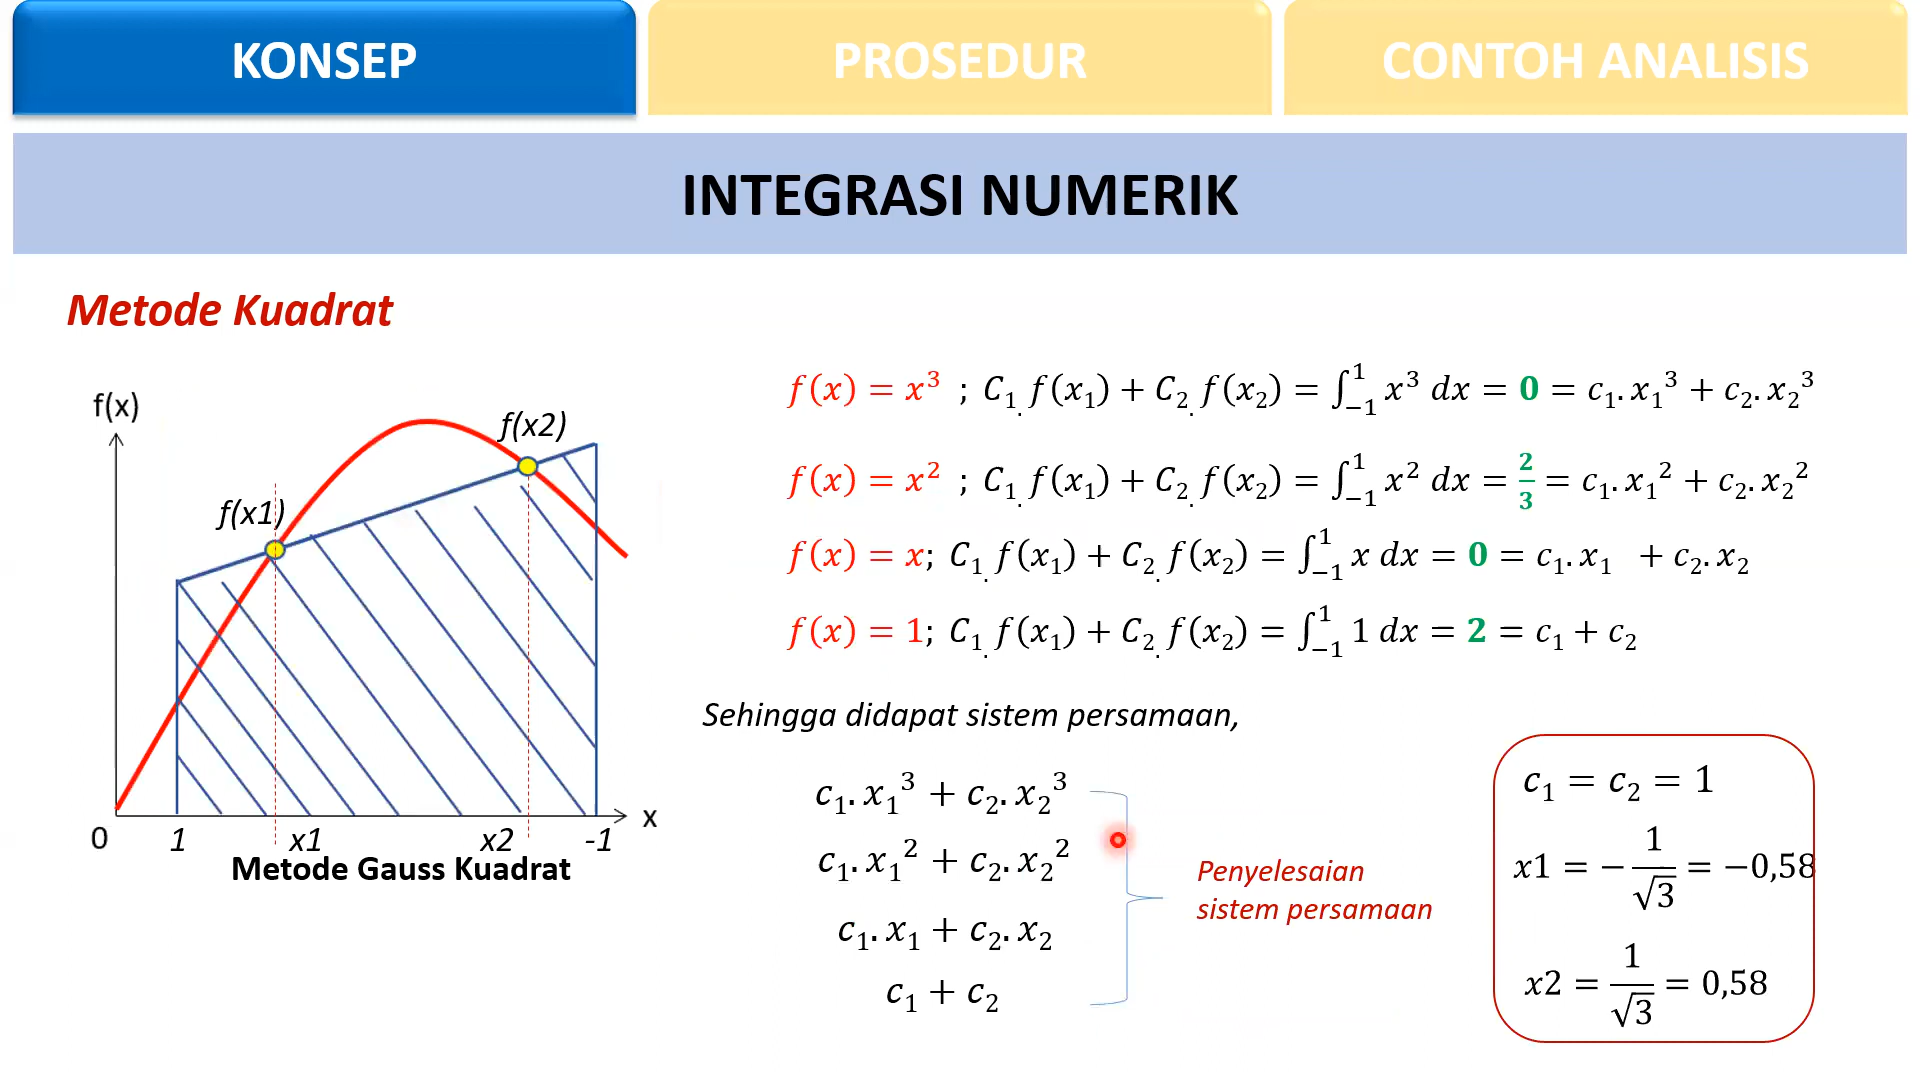 KONSEP
PROSEDUR
CONTOH ANALISIS
INTEGRASI NUMERIK
Metode Kuadrat
f(x)
f(x2)
f(x1)
x
0 1 x1 x2 -1
Metode Gauss Kuadrat
f(x) = x³ ; C₁. f(x₁) + C₂. f(x₂) = ∫₋₁¹ x³ dx = 0 = c₁. x₁³ + c₂. x₂³
f(x) = x² ; C₁. f(x₁) + C₂. f(x₂) = ∫₋₁¹ x² dx = 2/3 = c₁. x₁² + c₂. x₂²
f(x) = x; C₁. f(x₁) + C₂. f(x₂) = ∫₋₁¹ x dx = 0 = c₁. x₁ + c₂. x₂
f(x) = 1; C₁. f(x₁) + C₂. f(x₂) = ∫₋₁¹ 1 dx = 2 = c₁ + c₂
Sehingga didapat sistem persamaan,
c₁. x₁³ + c₂. x₂³
c₁. x₁² + c₂. x₂²
c₁. x₁ + c₂. x₂
c₁ + c₂
Penyelesaian
sistem persamaan
c₁ = c₂ = 1
x1 = −1/√3 = −0,58
x2 = 1/√3 = 0,58